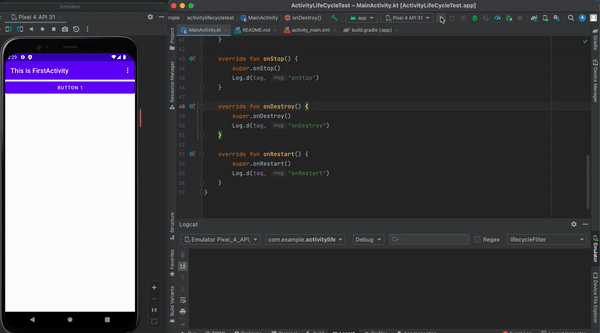 Emulator
Pixel 4 API 31
2:29
This is FirstActivity
BUTTON 1
1:1
ActivityLifeCycleTest – MainActivity.kt [ActivityLifeCycleTest.app]
mple
activitylifecycletest
MainActivity
onDestroy()
app
Pixel 4 API 31
MainActivity.kt
README.md
activity_main.xml
build.gradle (:app)
Project
Resource Manager
Structure
Favorites
Build Variants
Gradle
Device Manager
Emulator
Device File Explorer
}
43 override fun onStop() {
44 super.onStop()
45 Log.d(tag, msg: "onStop")
46 }
47
48 override fun onDestroy() {
49 super.onDestroy()
50 Log.d(tag, msg: "onDestroy")
51 }
52
53 override fun onRestart() {
54 super.onRestart()
55 Log.d(tag, msg: "onRestart")
56 }
57 }
Logcat
Emulator Pixel_4_API_
com.example.activitylife
Debug
Regex
lifecycleFilter